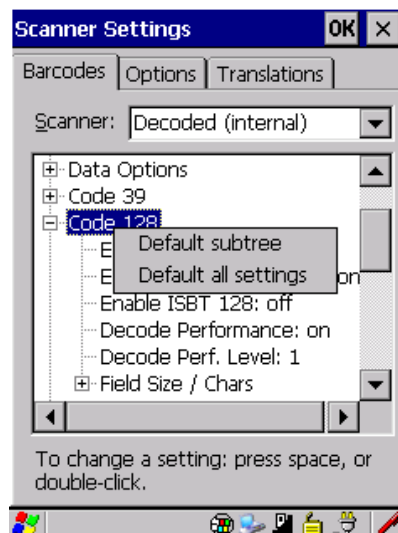 Scanner Settings OK ×
Barcodes Options Translations
Scanner: Decoded (internal)
Data Options
Code 39
Code 128
E Default subtree
E Default all settings on
Enable ISBT 128: off
Decode Performance: on
Decode Perf. Level: 1
Field Size / Chars
To change a setting: press space, or
double-click.